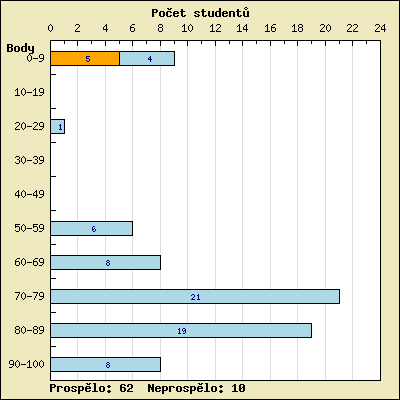 Počet studentů
0 2 4 6 8 10 12 14 16 18 20 22 24
Body
0-9 5 4
10-19
20-29 1
30-39
40-49
50-59 6
60-69 8
70-79 21
80-89 19
90-100 8
Prospělo: 62 Neprospělo: 10